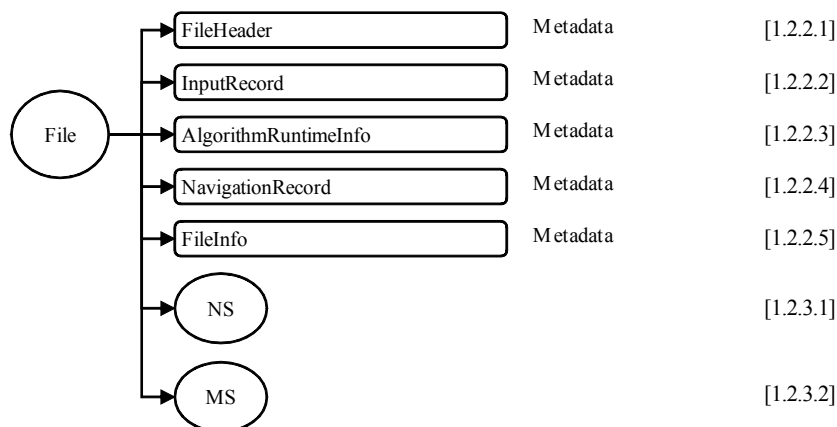 FileHeader Metadata [1.2.2.1]
InputRecord Metadata [1.2.2.2]
File
AlgorithmRuntimeInfo Metadata [1.2.2.3]
NavigationRecord Metadata [1.2.2.4]
FileInfo Metadata [1.2.2.5]
NS [1.2.3.1]
MS [1.2.3.2]